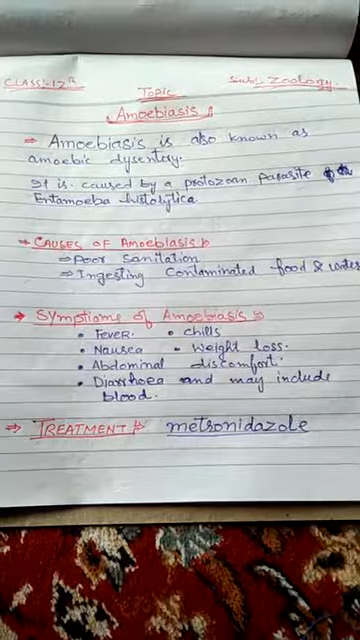 CLASS:-12th
Sub:- Zoology.
Topic
Amoebiasis
⇒ Amoebiasis is also known as
amoebic dysentery.
It is caused by a protozoan Parasite
Entamoeba histolytica
→ CAUSES OF Amoebiasis
⇒ Poor Sanitation
⇒ Ingesting Contaminated food & water
→ Symptiome of Amoebiasis
• Fever. • chills
• Nausea • Weight loss.
• Abdominal discomfort.
• Diarrhoea and may include
blood.
⇒ TREATMENT metronidazole